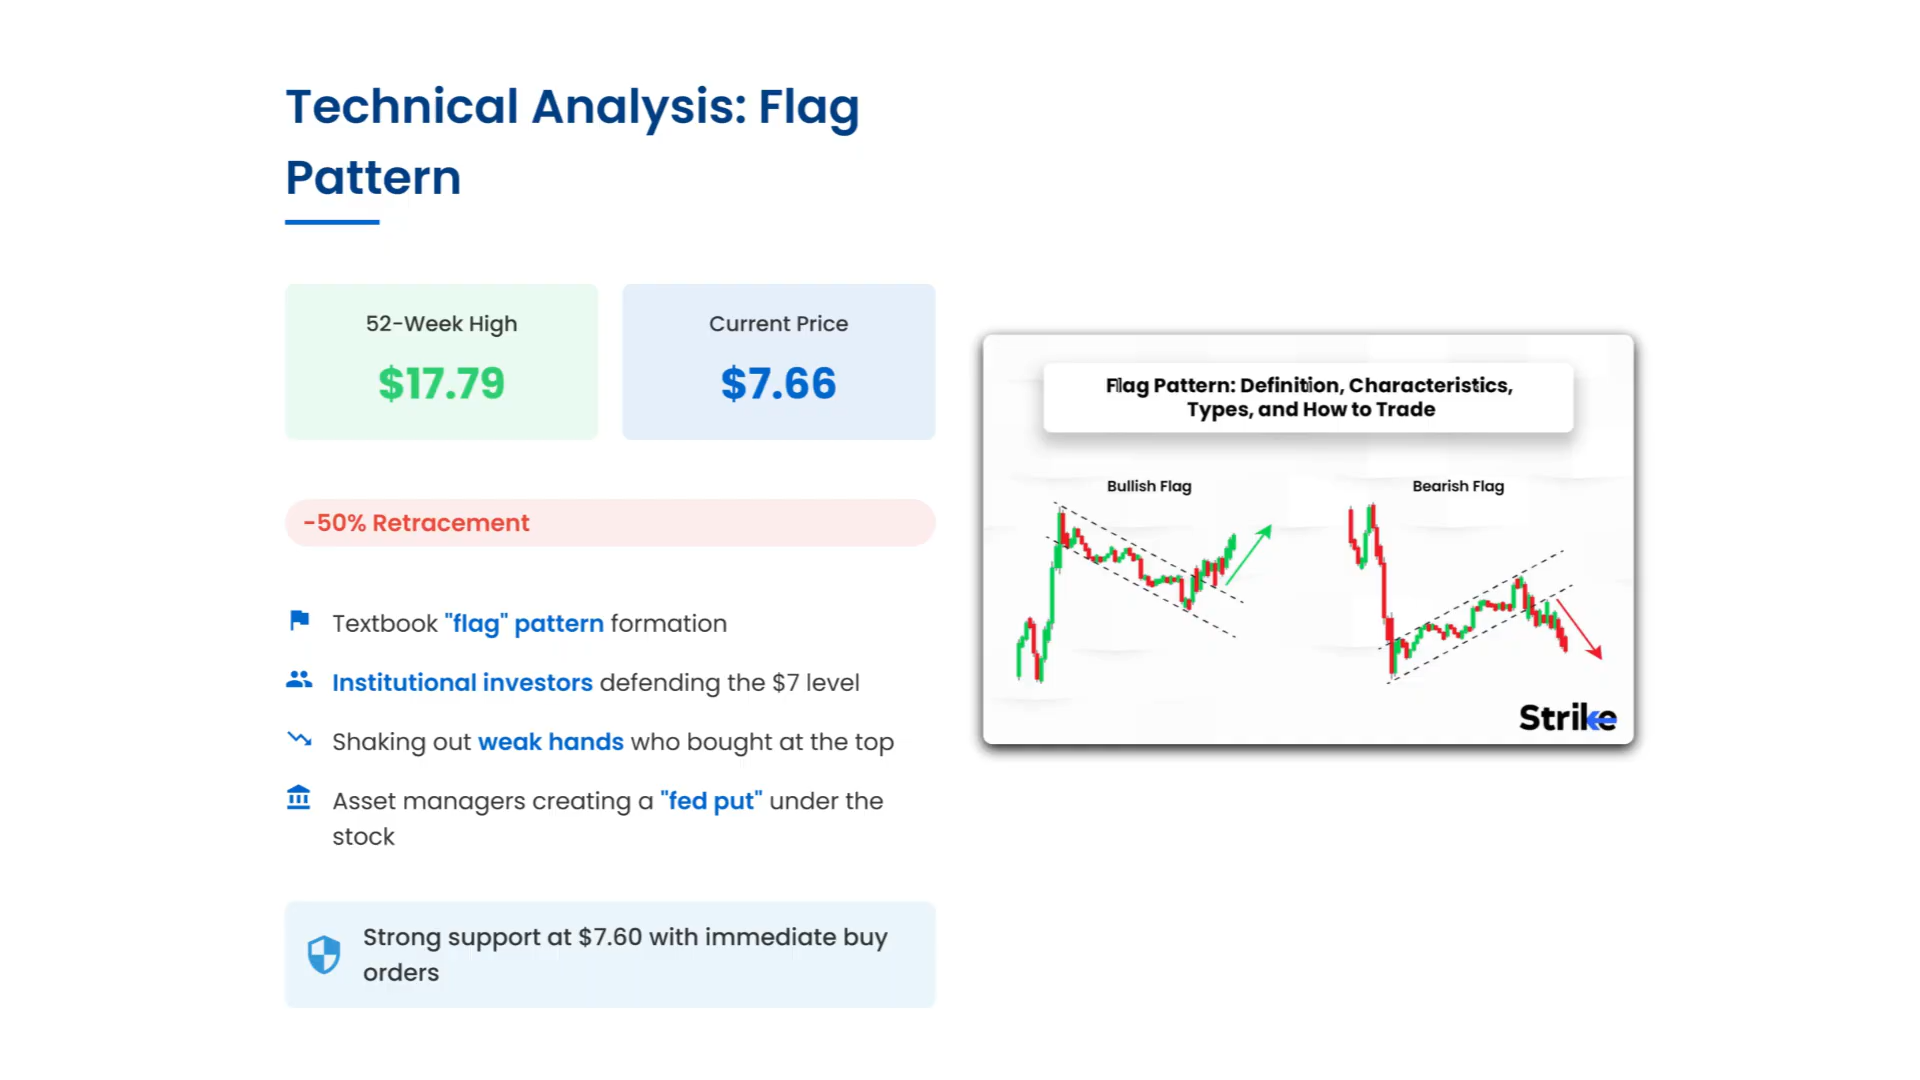 Technical Analysis: Flag
Pattern
52-Week High
$17.79
Current Price
$7.66
-50% Retracement
Textbook "flag" pattern formation
Institutional investors defending the $7 level
Shaking out weak hands who bought at the top
Asset managers creating a "fed put" under the
stock
Strong support at $7.60 with immediate buy
orders
Flag Pattern: Definition, Characteristics,
Types, and How to Trade
Bullish Flag
Bearish Flag
Strike